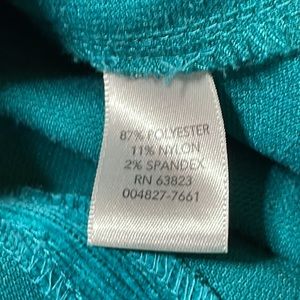 87% POLYESTER
11% NYLON
2% SPANDEX
RN 63823
004827-7661